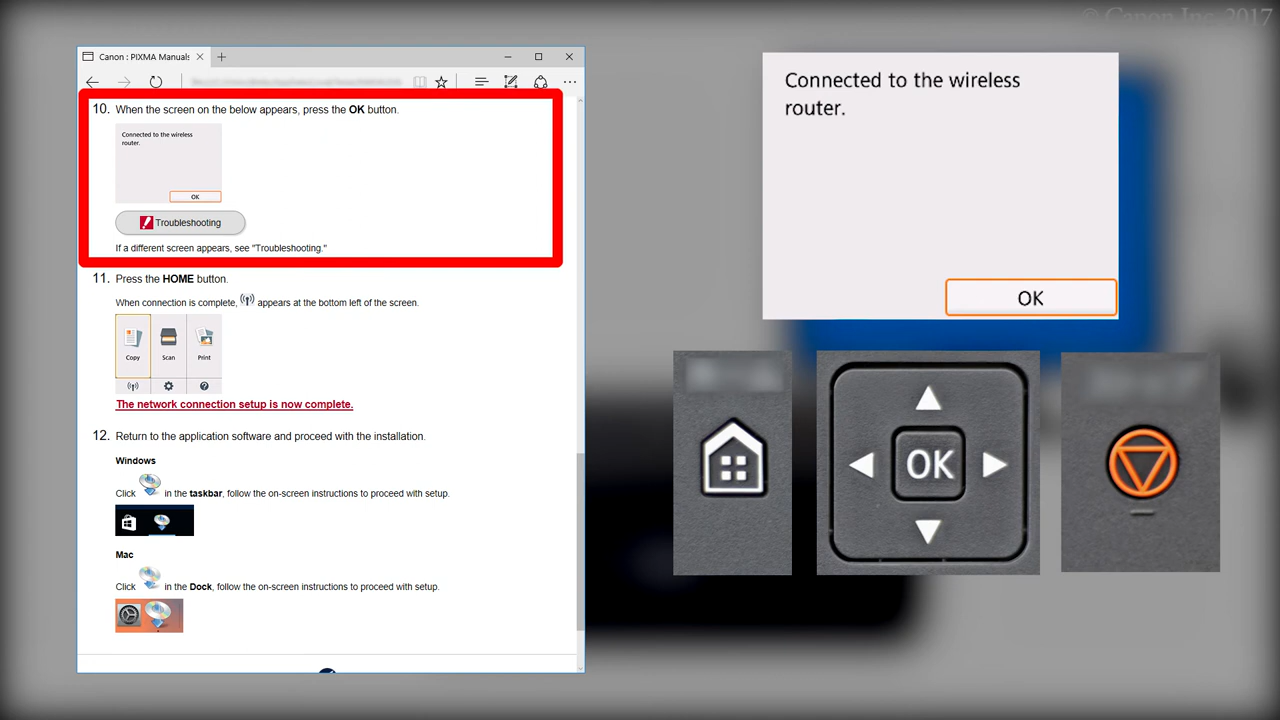 © Canon Inc. 2017
Canon : PIXMA Manuals
10. When the screen on the below appears, press the OK button.
Connected to the wireless
router.
OK
Troubleshooting
If a different screen appears, see "Troubleshooting."
11. Press the HOME button.
When connection is complete, appears at the bottom left of the screen.
Copy Scan Print
The network connection setup is now complete.
12. Return to the application software and proceed with the installation.
Windows
Click in the taskbar, follow the on-screen instructions to proceed with setup.
Mac
Click in the Dock, follow the on-screen instructions to proceed with setup.
Connected to the wireless
router.
OK
OK